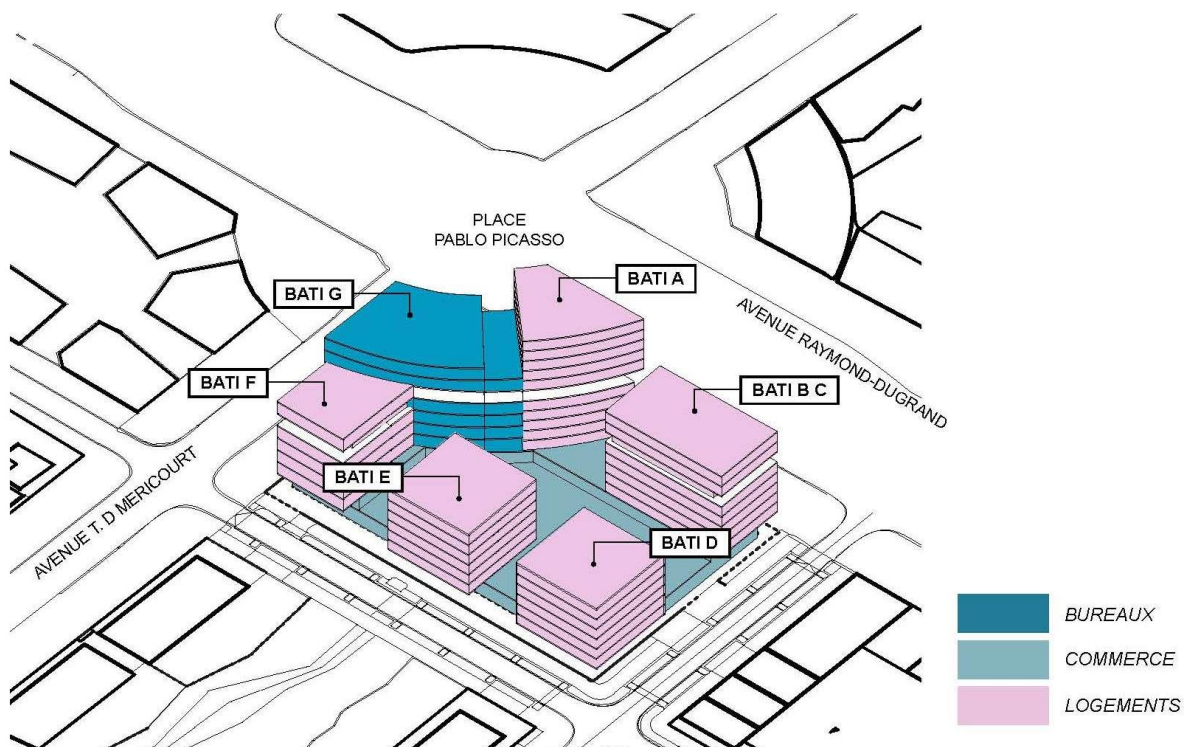 PLACE
PABLO PICASSO
BATI A
BATI G
AVENUE RAYMOND-DUGRAND
BATI F
BATI B C
BATI E
AVENUE T. D MERICOURT
BATI D
BUREAUX
COMMERCE
LOGEMENTS